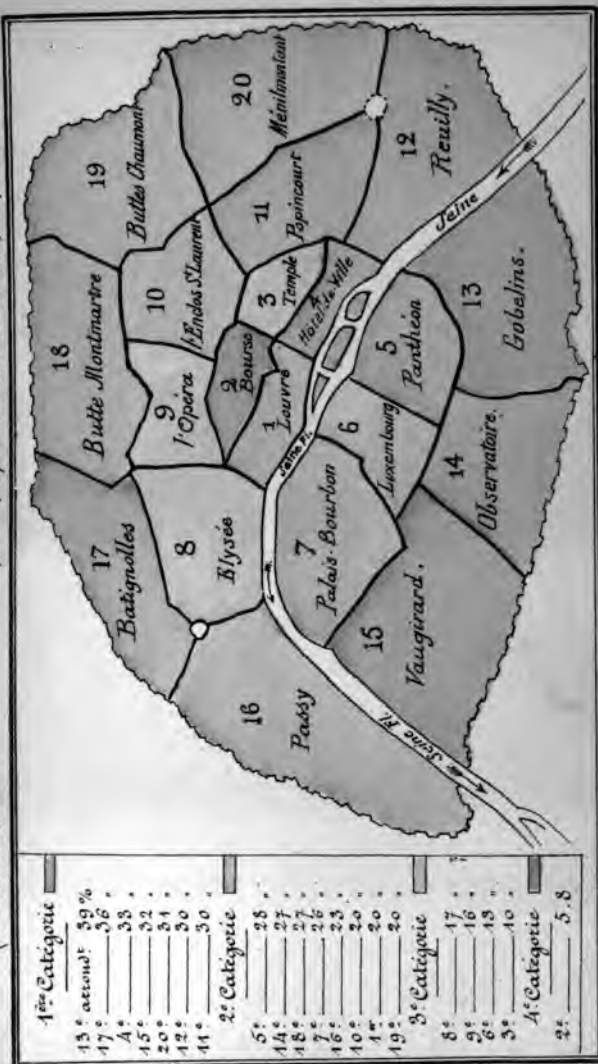 18
Butte Montmartre
19
Buttes Chaumont
20
Ménilmontant
17
Batignolles
9
l'Opéra
10
Enclos St Laurent
11
Popincourt
8
Elysée
2
Bourse
3
Temple
12
Reuilly.
16
Passy
1
Louvre
4
Hôtel-de-Ville
Seine
Seine Fl.
7
Palais-Bourbon
6
Luxembourg
5
Panthéon
13
Gobelins.
15
Vaugirard.
14
Observatoire.
Seine Fl.
1ère Catégorie
13e arrondt 39 %
17e 36 "
4e 33 "
15e 32 "
20e 31 "
12e 30 "
11e 30 "
2e Catégorie
5e 28 "
14e 27 "
18e 27 "
7e 26 "
16e 23 "
10e 20 "
1er 20 "
19e 20 "
3e Catégorie
8e 17 "
9e 16 "
6e 13 "
3e 10 "
4e Catégorie
2e 5.8